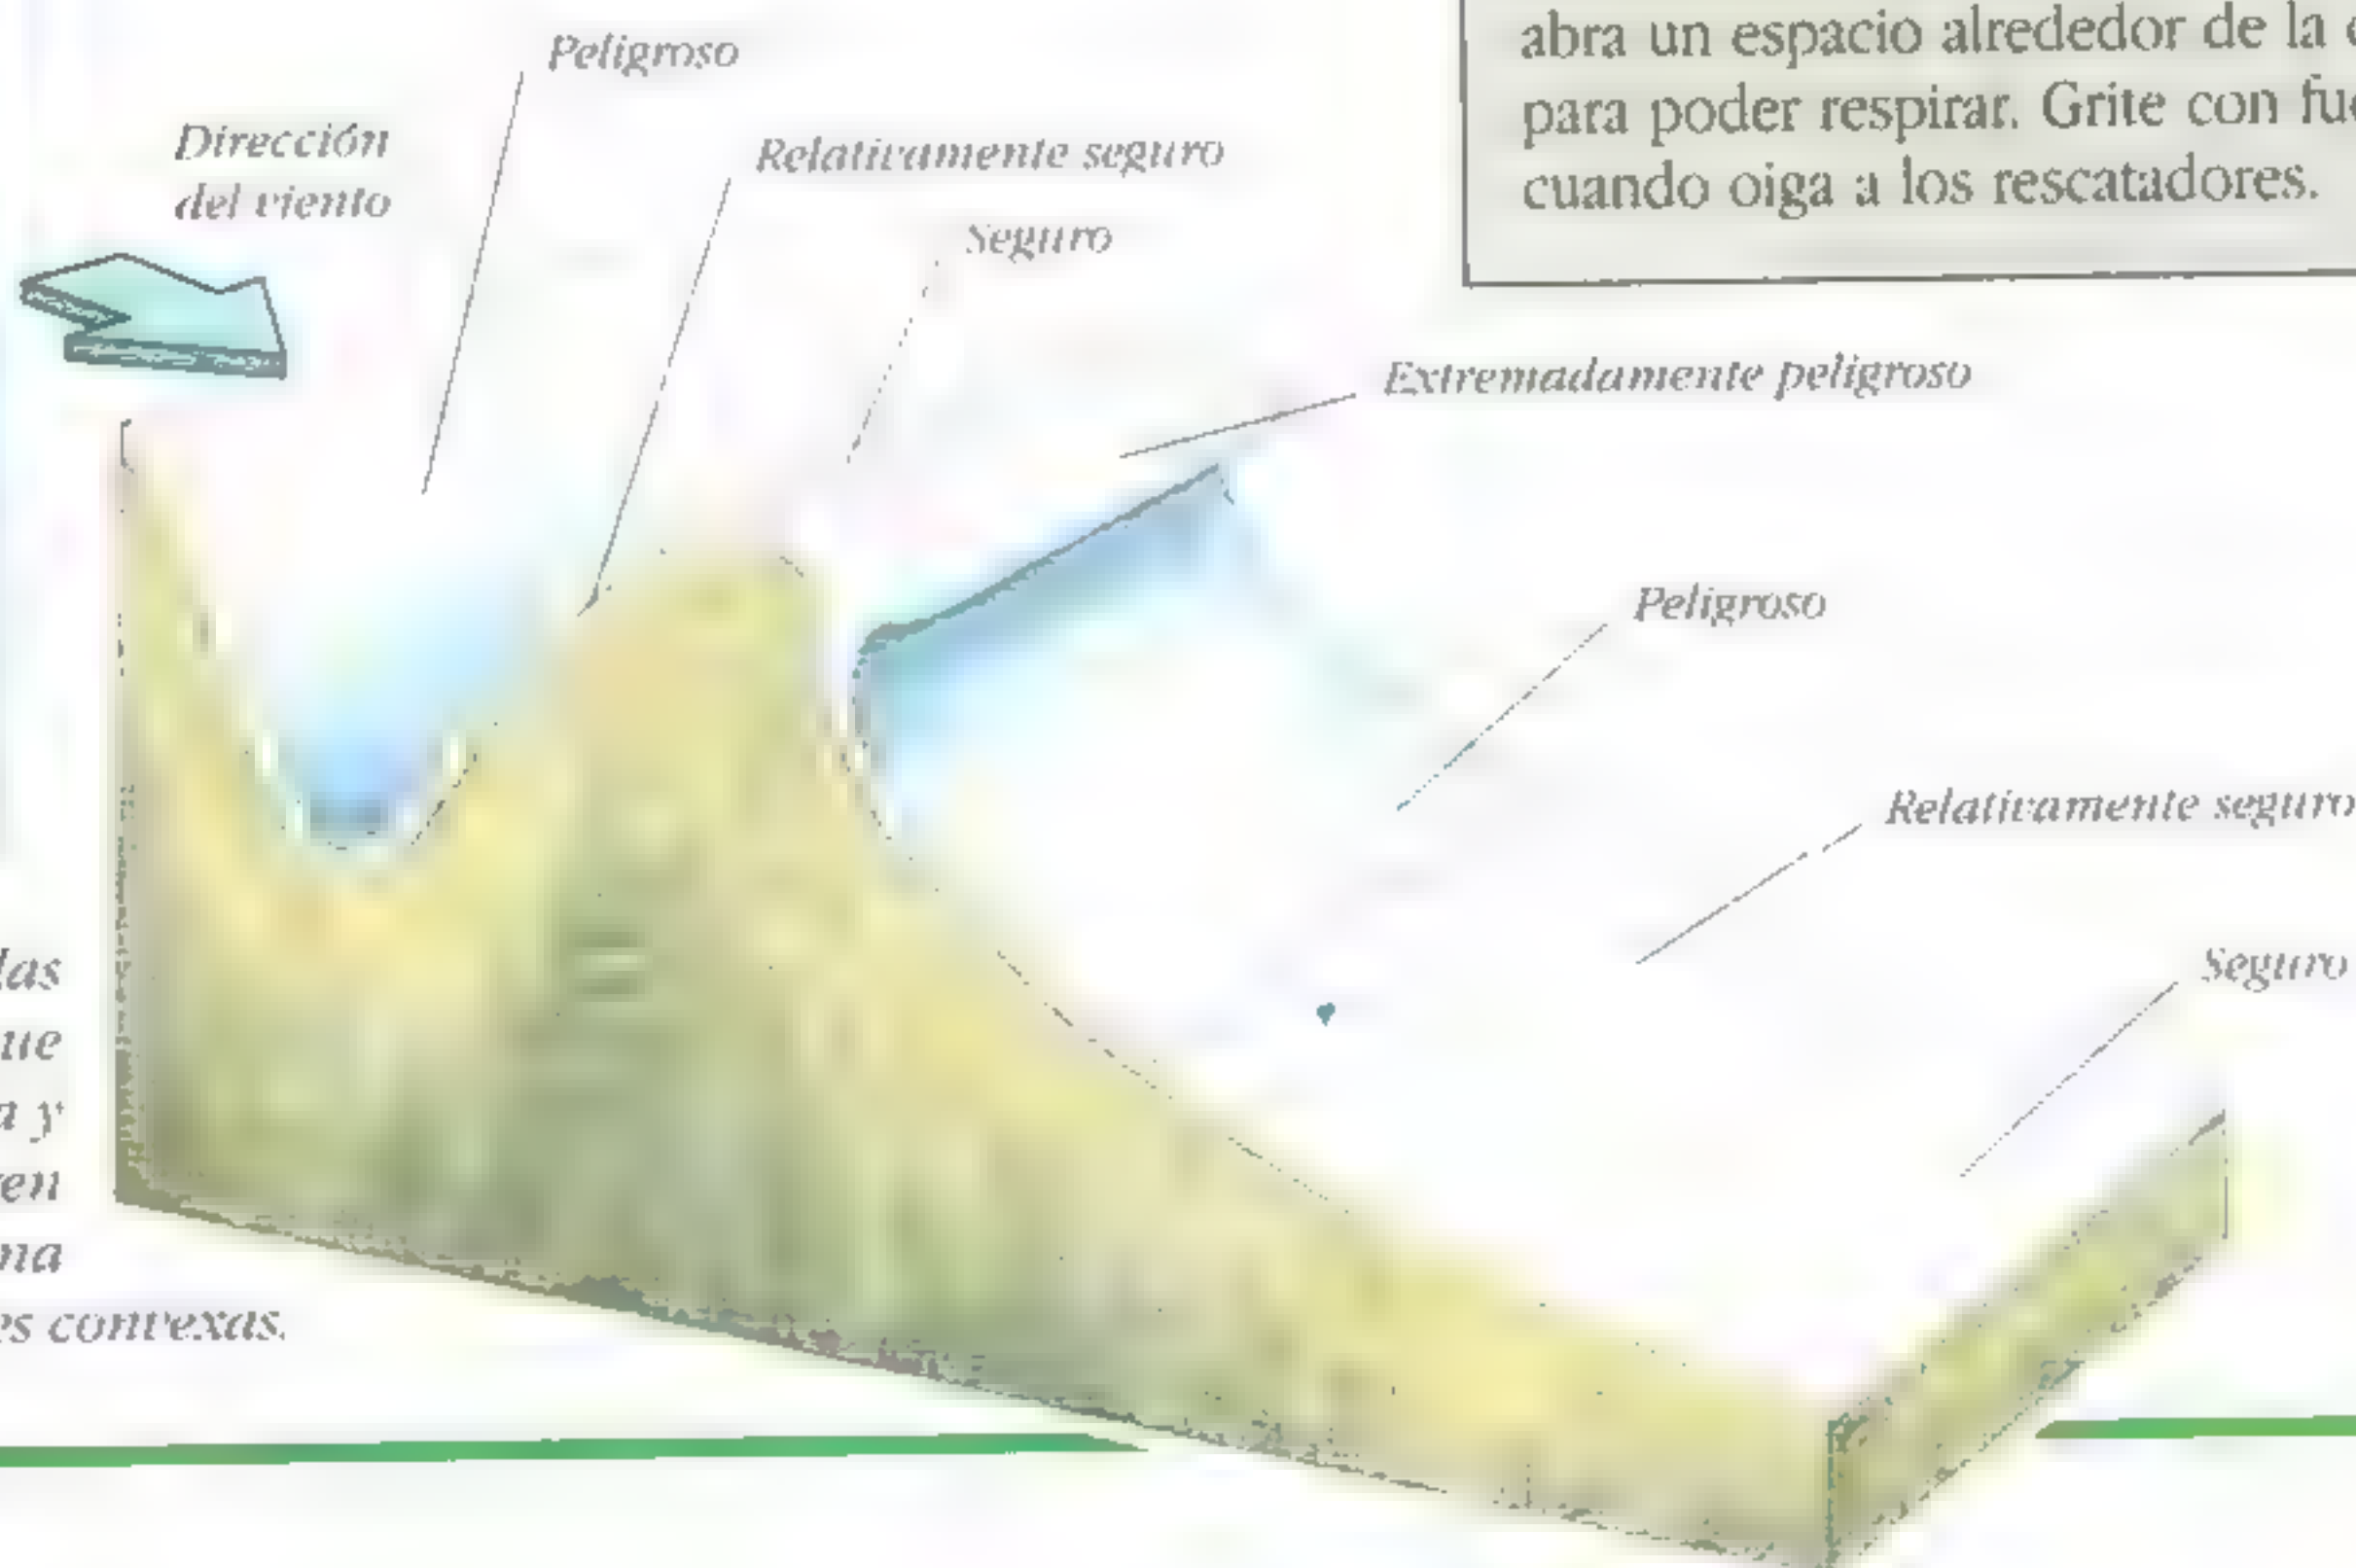 abra un espacio alrededor de la
para poder respirar. Grite con
cuando oiga a los rescatadores.
Peligroso
Dirección
del viento
Relativamente seguro
Seguro
Extremadamente peligroso
Peligroso
Relativamente seguro
Seguro
las
ue
a y
en
na
es convexas.